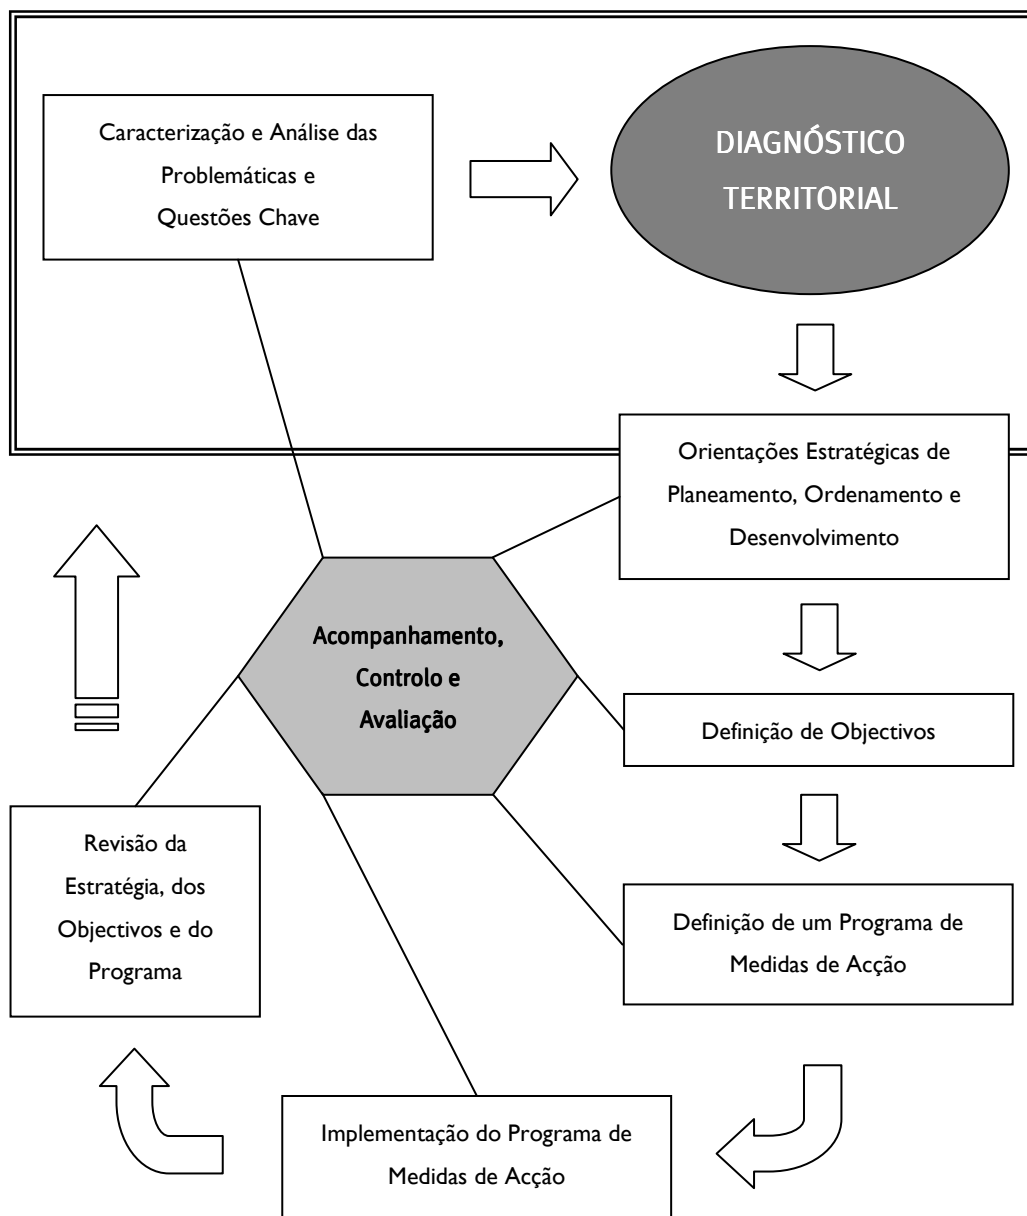 Caracterização e Análise das
Problemáticas e
Questões Chave
DIAGNÓSTICO
TERRITORIAL
Orientações Estratégicas de
Planeamento, Ordenamento e
Desenvolvimento
Acompanhamento,
Controlo e
Avaliação
Definição de Objectivos
Revisão da
Estratégia, dos
Objectivos e do
Programa
Definição de um Programa de
Medidas de Acção
Implementação do Programa de
Medidas de Acção